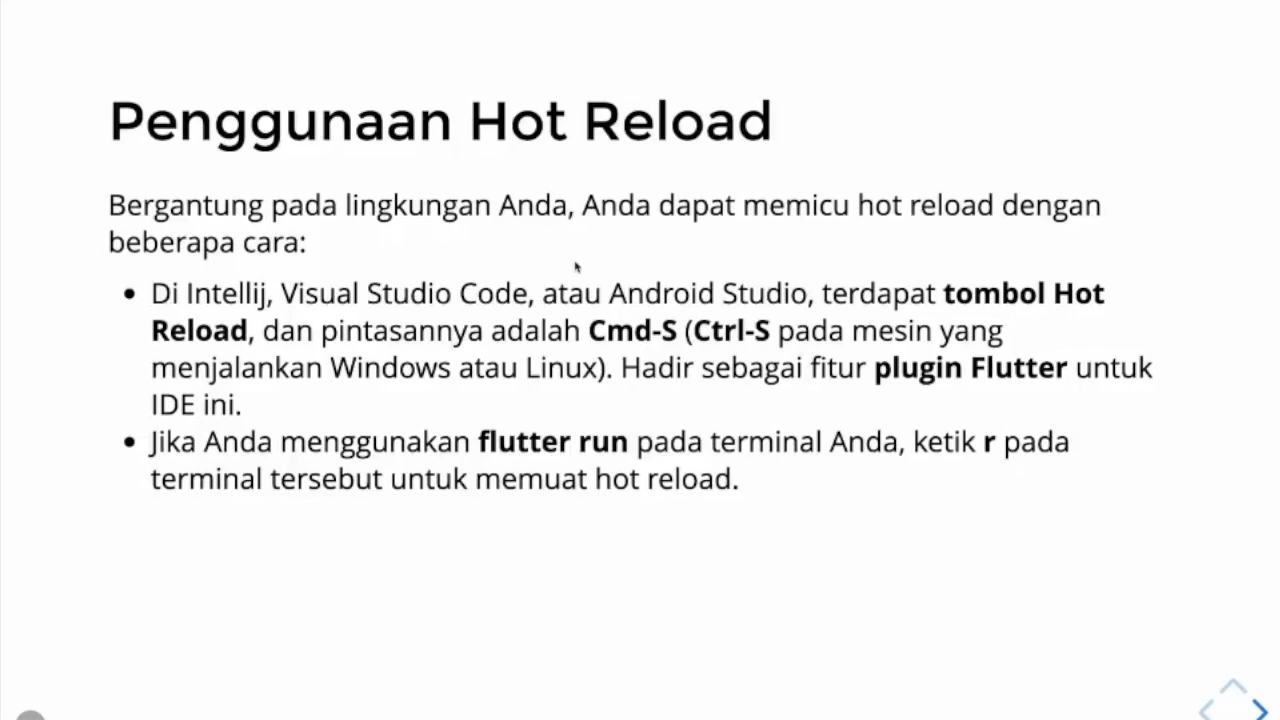 Penggunaan Hot Reload
Bergantung pada lingkungan Anda, Anda dapat memicu hot reload dengan
beberapa cara:
• Di Intellij, Visual Studio Code, atau Android Studio, terdapat tombol Hot
Reload, dan pintasannya adalah Cmd-S (Ctrl-S pada mesin yang
menjalankan Windows atau Linux). Hadir sebagai fitur plugin Flutter untuk
IDE ini.
• Jika Anda menggunakan flutter run pada terminal Anda, ketik r pada
terminal tersebut untuk memuat hot reload.